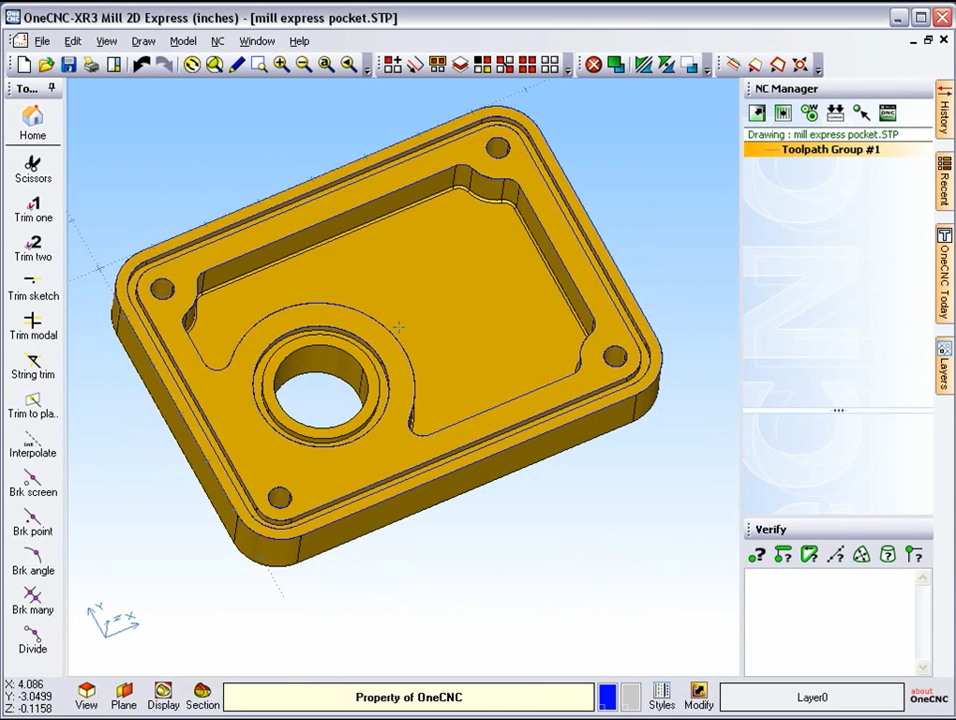 OneCNC-XR3 Mill 2D Express (inches) - [mill express pocket.STP]
File Edit View Draw Model NC Window Help
To...
Home
Scissors
1
Trim one
2
Trim two
Trim sketch
Trim modal
String trim
Trim to pla..
int
Interpolate
Brk screen
Brk point
Brk angle
Brk many
Divide
Y
Z X
NC Manager
Drawing : mill express pocket.STP
Toolpath Group #1
Verify
History
Recent
OneCNC Today
Layers
X: 4.086
Y: -3.0499
Z: -0.1158
View
Plane
Display
Section
Property of OneCNC
Styles
Modify
Layer0
about
OneCNC